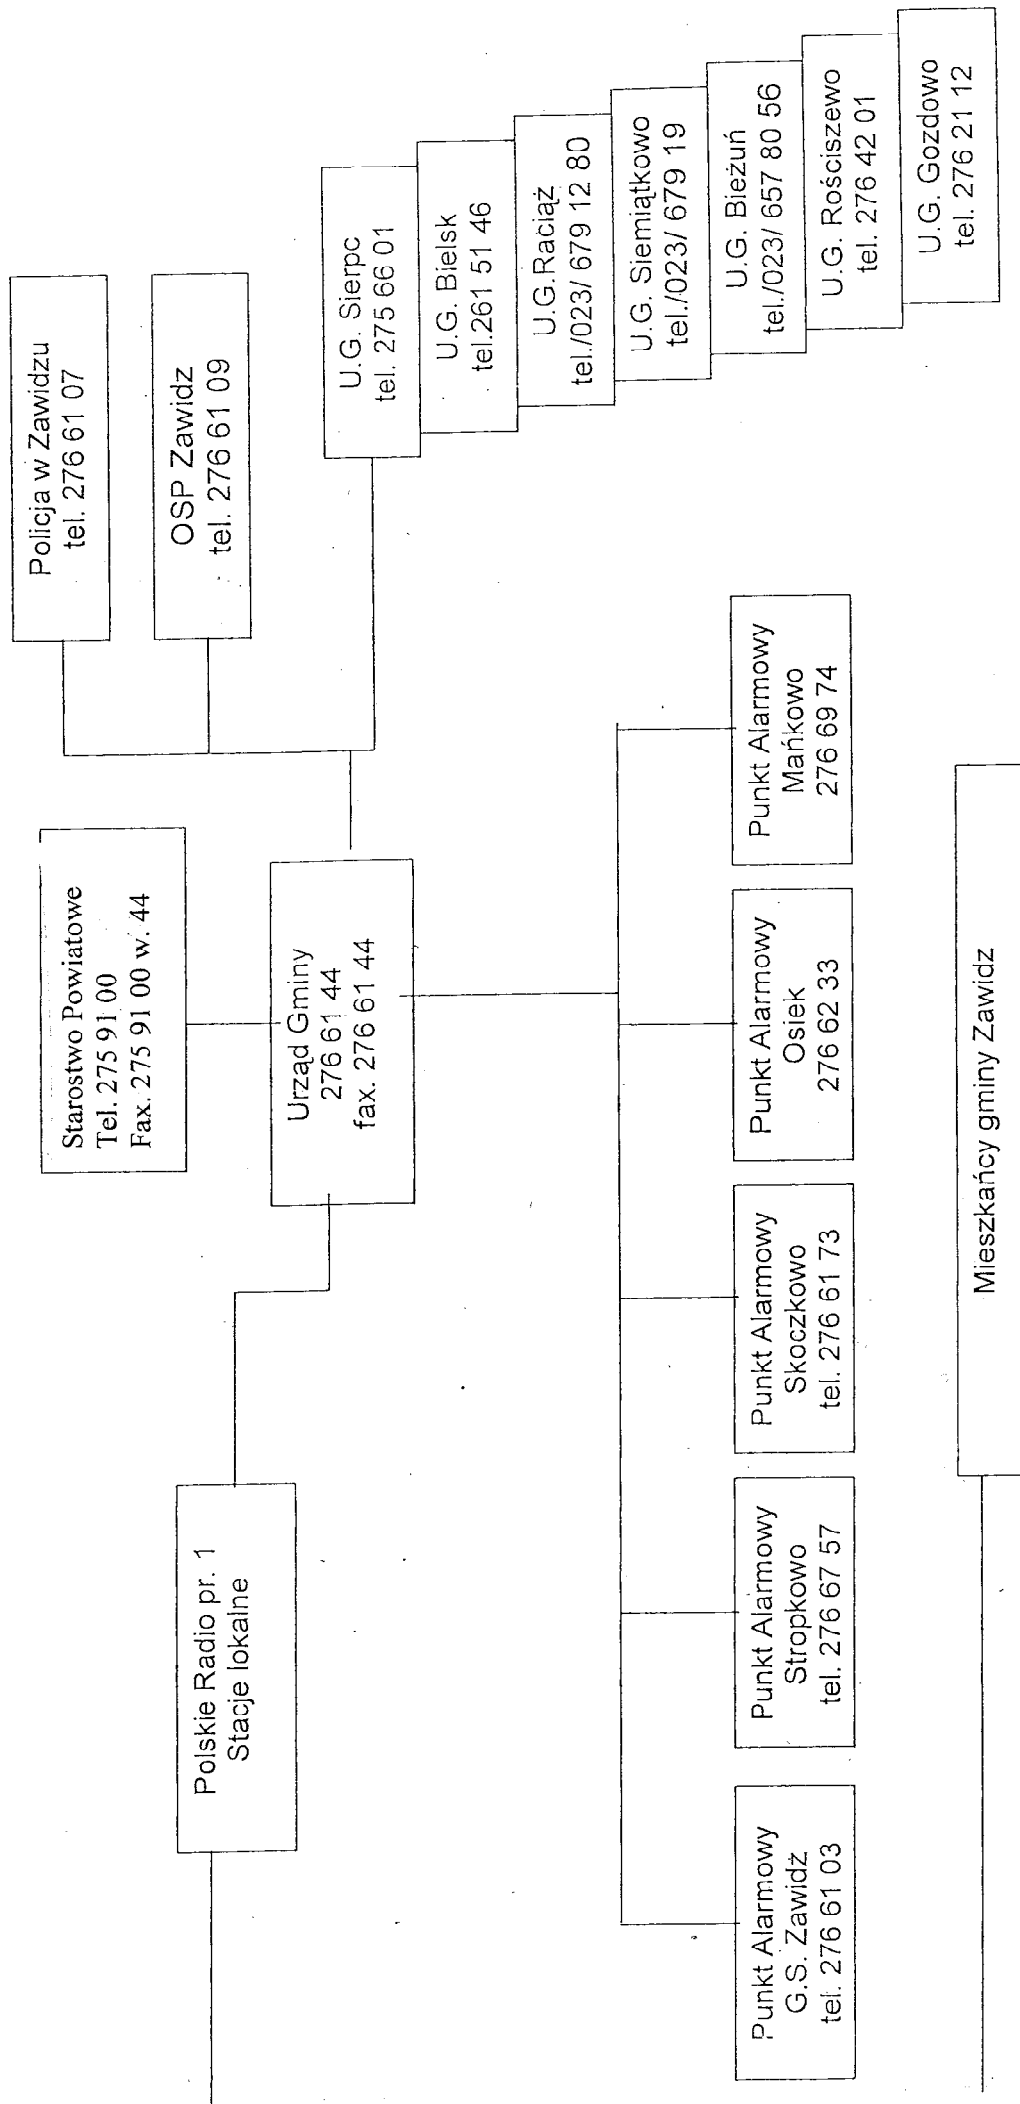 Starostwo Powiatowe
Tel. 275 91 00
Fax. 275 91 00 w. 44
Policja w Zawidzu
tel. 276 61 07
OSP Zawidz
tel. 276 61 09
Polskie Radio pr. 1
Stacje lokalne
Urząd Gminy
276 61 44
fax. 276 61 44
U.G. Sierpc
tel. 275 66 01
U.G. Bielsk
tel.261 51 46
U.G.Raciąż
tel./023/ 679 12 80
U.G. Siemiątkowo
tel./023/ 679 19
U.G. Bieżuń
tel./023/ 657 80 56
U.G. Rościszewo
tel. 276 42 01
U.G. Gozdowo
tel. 276 21 12
Punkt Alarmowy
G.S. Zawidz
tel. 276 61 03
Punkt Alarmowy
Stropkowo
tel. 276 67 57
Punkt Alarmowy
Skoczkowo
tel. 276 61 73
Punkt Alarmowy
Osiek
276 62 33
Punkt Alarmowy
Mańkowo
276 69 74
Mieszkańcy gminy Zawidz